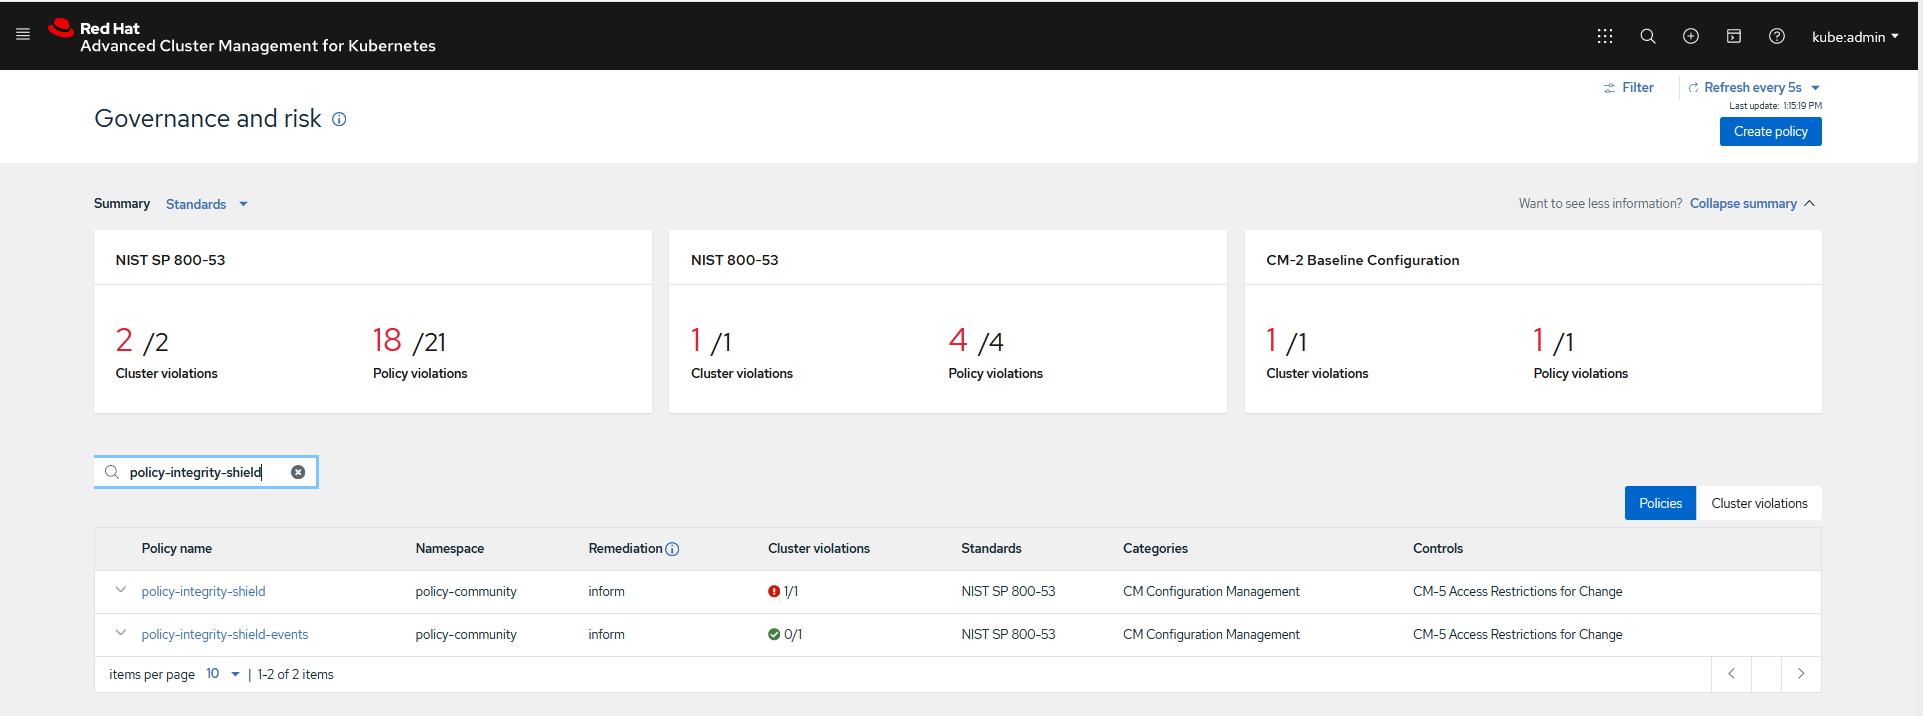 Red Hat
Advanced Cluster Management for Kubernetes
kube:admin
Filter
Refresh every 5s
Last update: 1:15:19 PM
Governance and risk
Create policy
Summary Standards
Want to see less information? Collapse summary
NIST SP 800-53
2 /2
Cluster violations
18 /21
Policy violations
NIST 800-53
1 /1
Cluster violations
4 /4
Policy violations
CM-2 Baseline Configuration
1 /1
Cluster violations
1 /1
Policy violations
policy-integrity-shield
Policies Cluster violations
Policy name Namespace Remediation Cluster violations Standards Categories Controls
policy-integrity-shield policy-community inform 1/1 NIST SP 800-53 CM Configuration Management CM-5 Access Restrictions for Change
policy-integrity-shield-events policy-community inform 0/1 NIST SP 800-53 CM Configuration Management CM-5 Access Restrictions for Change
items per page 10 | 1-2 of 2 items